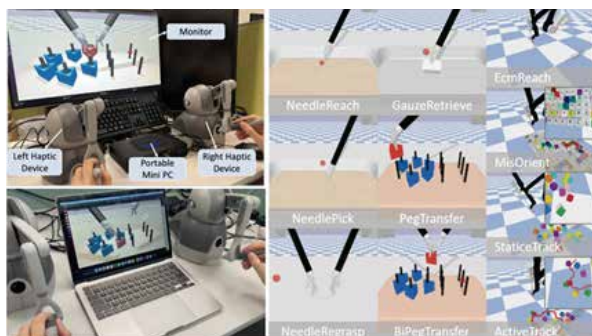 Monitor
Left Haptic
Device
Portable
Mini PC
Right Haptic
Device
NeedleReach
GauzeRetrieve
EcmReach
NeedlePick
PegTransfer
MisOrient
StaticeTrack
NeedleRegrasp
BiPegTransfer
ActiveTrack